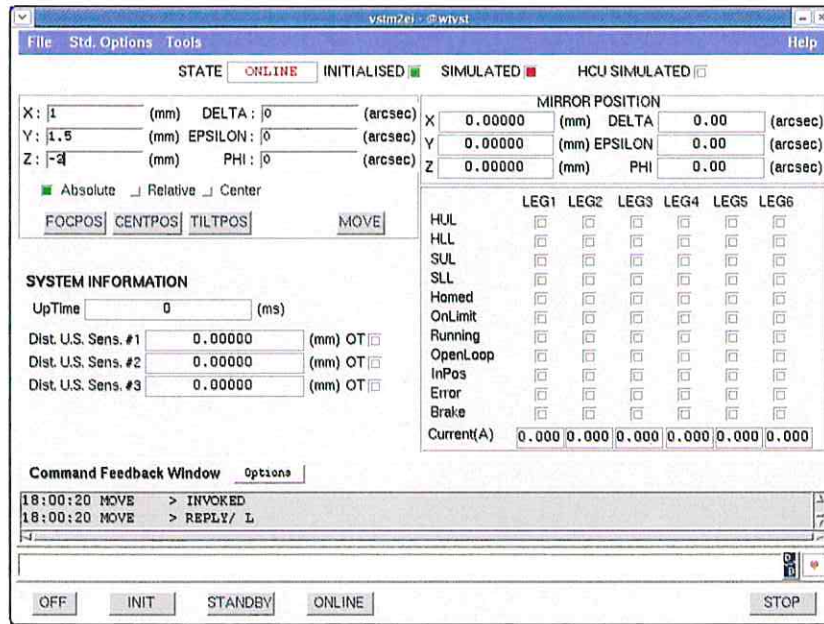 vstm2ei - @wtvst
File Std. Options Tools Help
STATE ONLINE INITIALISED SIMULATED HCU SIMULATED
X: 1 (mm) DELTA: 0 (arcsec)
Y: 1.5 (mm) EPSILON: 0 (arcsec)
Z: -2 (mm) PHI: 0 (arcsec)
Absolute Relative Center
FOCPOS CENTPOS TILTPOS MOVE
MIRROR POSITION
X 0.00000 (mm) DELTA 0.00 (arcsec)
Y 0.00000 (mm) EPSILON 0.00 (arcsec)
Z 0.00000 (mm) PHI 0.00 (arcsec)
LEG1 LEG2 LEG3 LEG4 LEG5 LEG6
HUL
HLL
SUL
SLL
Homed
OnLimit
Running
OpenLoop
InPos
Error
Brake
Current(A) 0.000 0.000 0.000 0.000 0.000 0.000
SYSTEM INFORMATION
UpTime 0 (ms)
Dist. U.S. Sens. #1 0.00000 (mm) OT
Dist. U.S. Sens. #2 0.00000 (mm) OT
Dist. U.S. Sens. #3 0.00000 (mm) OT
Command Feedback Window Options
18:00:20 MOVE > INVOKED
18:00:20 MOVE > REPLY/ L
OFF INIT STANDBY ONLINE STOP